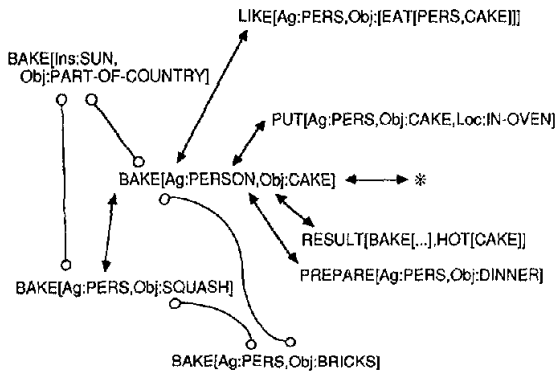 LIKE[Ag:PERS,Obj:[EAT[PERS,CAKE]]]
BAKE[Ins:SUN,
Obj:PART-OF-COUNTRY]
PUT[Ag:PERS,Obj:CAKE,Loc:IN-OVEN]
BAKE[Ag:PERSON,Obj:CAKE]
※
RESULT[BAKE[...],HOT[CAKE]]
PREPARE[Ag:PERS,Obj:DINNER]
BAKE[Ag:PERS,Obj:SQUASH]
BAKE[Ag:PERS,Obj:BRICKS]